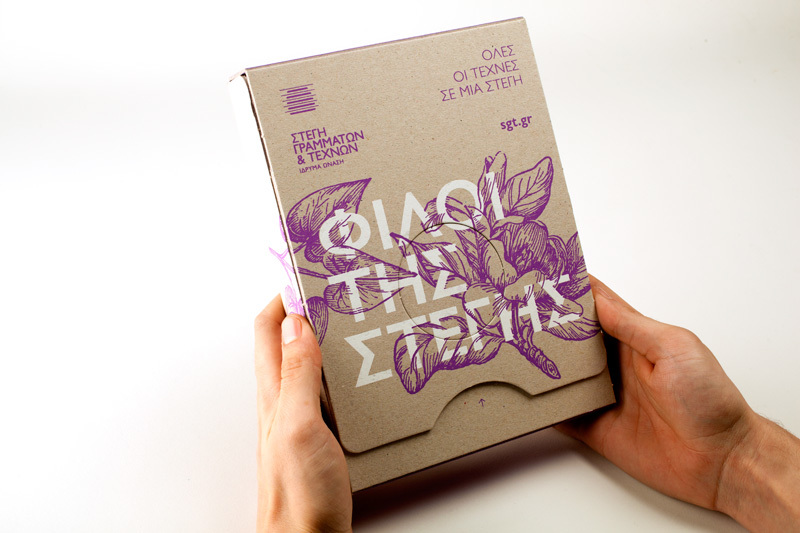 ΟΛΕΣ
ΟΙ ΤΕΧΝΕΣ
ΣΕ ΜΙΑ ΣΤΕΓΗ
sgt.gr
ΣΤΕΓΗ
ΓΡΑΜΜΑΤΩΝ
& ΤΕΧΝΩΝ
ΙΔΡΥΜΑ ΩΝΑΣΗ
ΦΙΛΟΙ
ΤΗΣ
ΣΤΕΓΗΣ